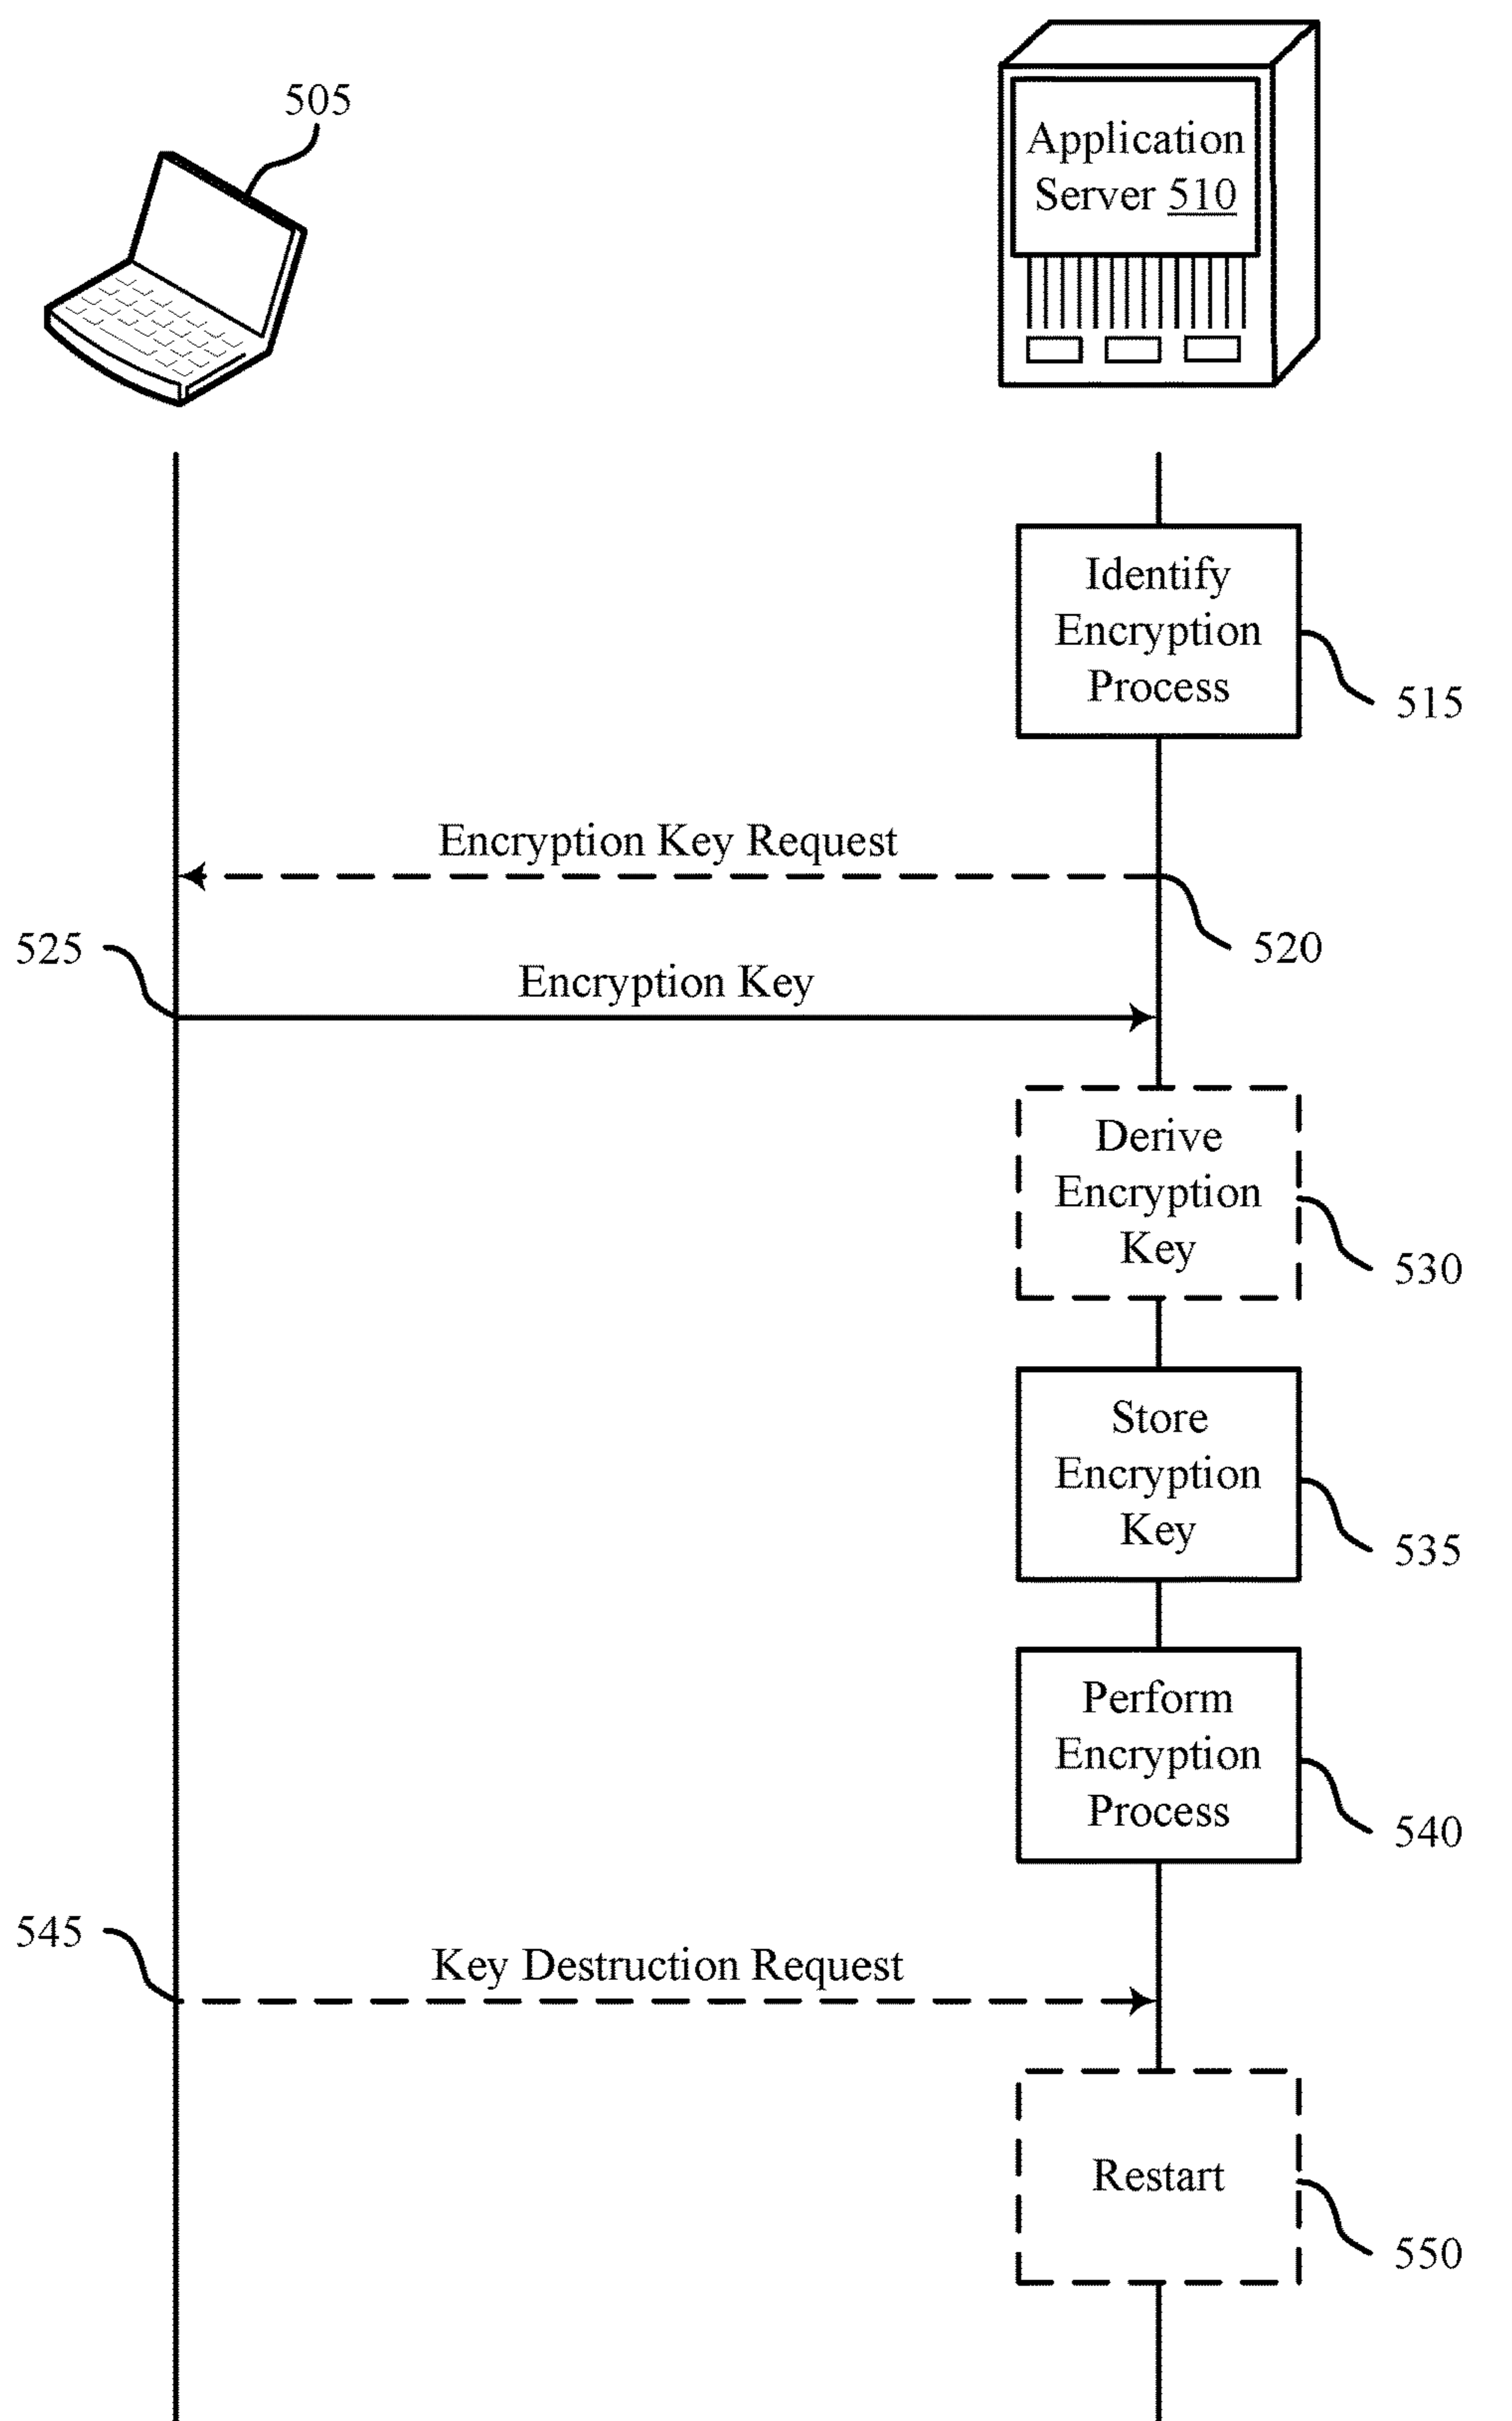 505
Application
Server 510
Identify
Encryption
Process
515
Encryption Key Request
525
520
Encryption Key
Derive
Encryption
Key
530
Store
Encryption
Key
535
Perform
Encryption
Process
540
545
Key Destruction Request
Restart
550